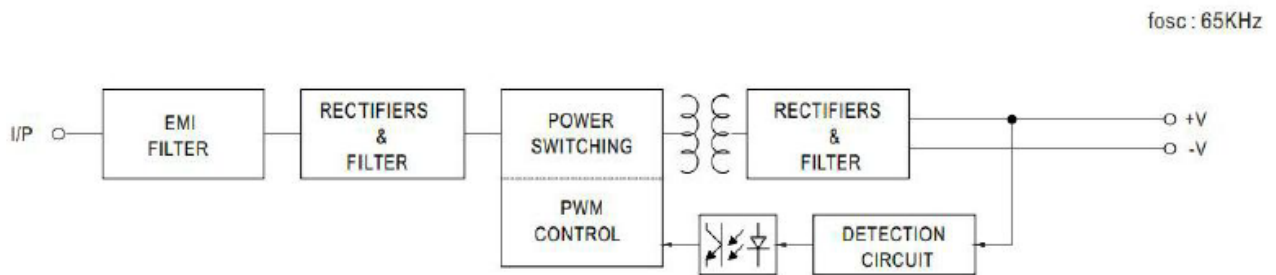 fosc : 65KHz
I/P
EMI
FILTER
RECTIFIERS
&
FILTER
POWER
SWITCHING
PWM
CONTROL
RECTIFIERS
&
FILTER
+V
-V
DETECTION
CIRCUIT